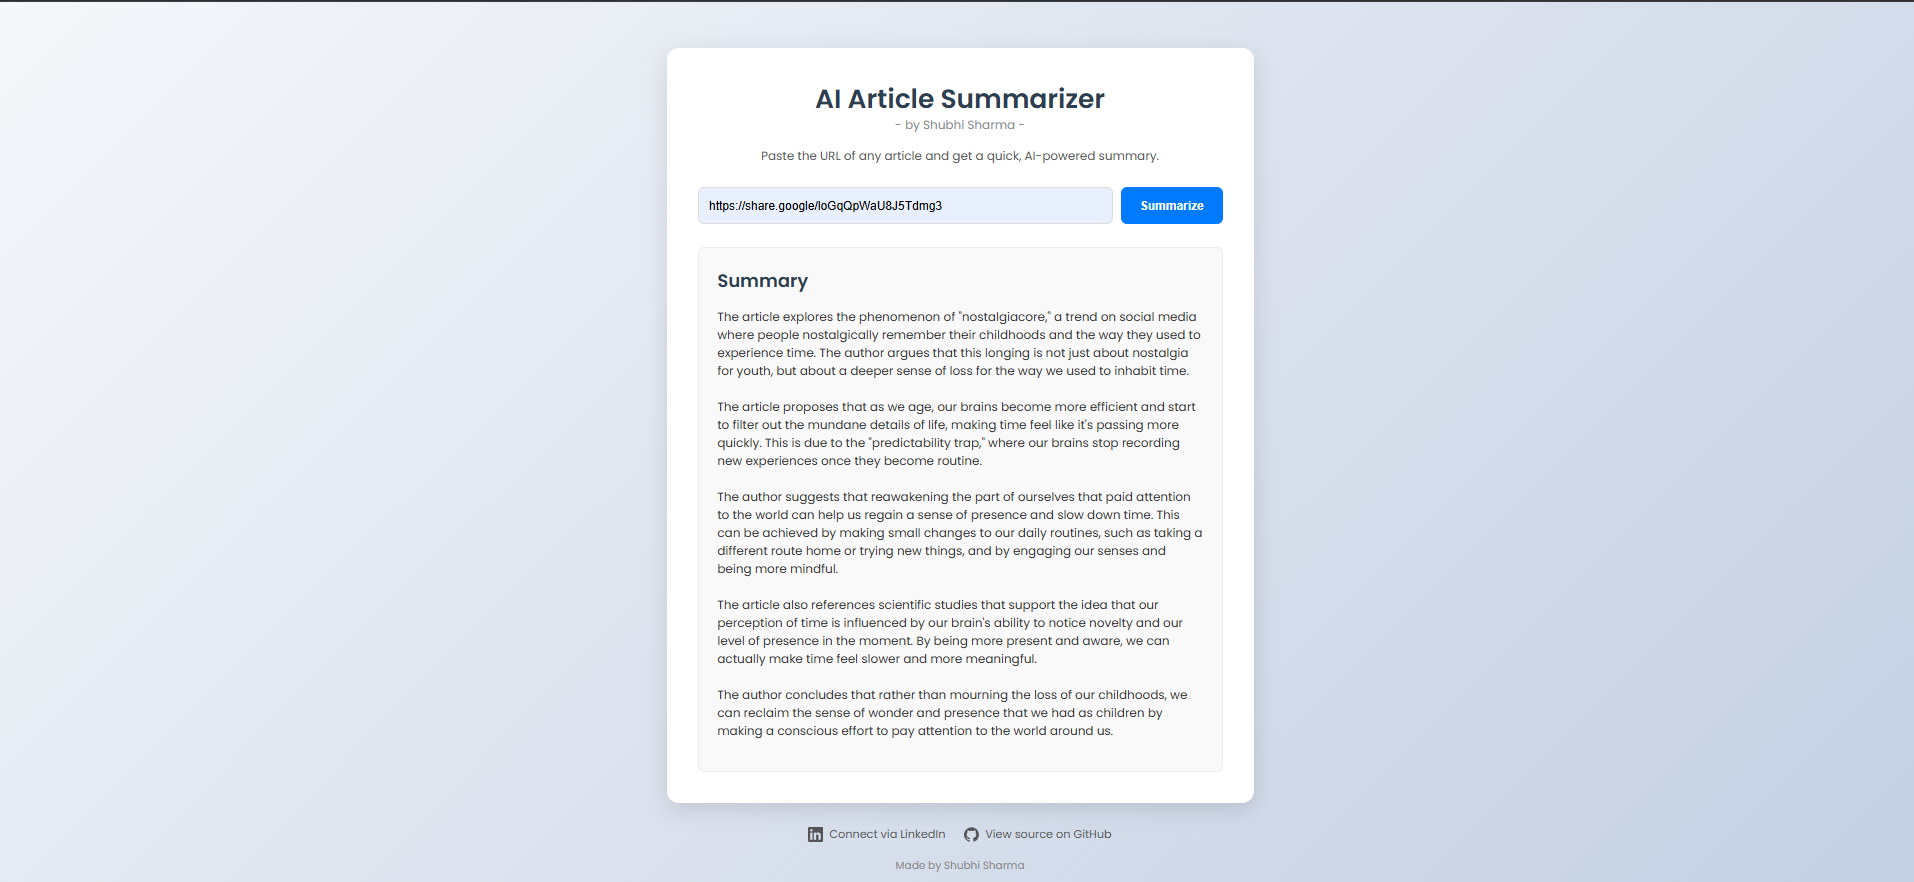 AI Article Summarizer
- by Shubhi Sharma -
Paste the URL of any article and get a quick, AI-powered summary.
https://share.google/loGqQpWaU8J5Tdmg3
Summarize
Summary
The article explores the phenomenon of "nostalgiacore," a trend on social media
where people nostalgically remember their childhoods and the way they used to
experience time. The author argues that this longing is not just about nostalgia
for youth, but about a deeper sense of loss for the way we used to inhabit time.
The article proposes that as we age, our brains become more efficient and start
to filter out the mundane details of life, making time feel like it's passing more
quickly. This is due to the "predictability trap," where our brains stop recording
new experiences once they become routine.
The author suggests that reawakening the part of ourselves that paid attention
to the world can help us regain a sense of presence and slow down time. This
can be achieved by making small changes to our daily routines, such as taking a
different route home or trying new things, and by engaging our senses and
being more mindful.
The article also references scientific studies that support the idea that our
perception of time is influenced by our brain's ability to notice novelty and our
level of presence in the moment. By being more present and aware, we can
actually make time feel slower and more meaningful.
The author concludes that rather than mourning the loss of our childhoods, we
can reclaim the sense of wonder and presence that we had as children by
making a conscious effort to pay attention to the world around us.
Connect via LinkedIn
View source on GitHub
Made by Shubhi Sharma